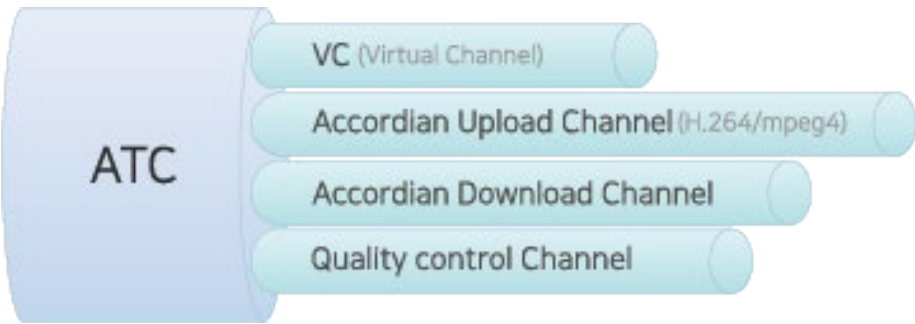 ATC
VC (Virtual Channel)
Accordian Upload Channel (H.264/mpeg4)
Accordian Download Channel
Quality control Channel